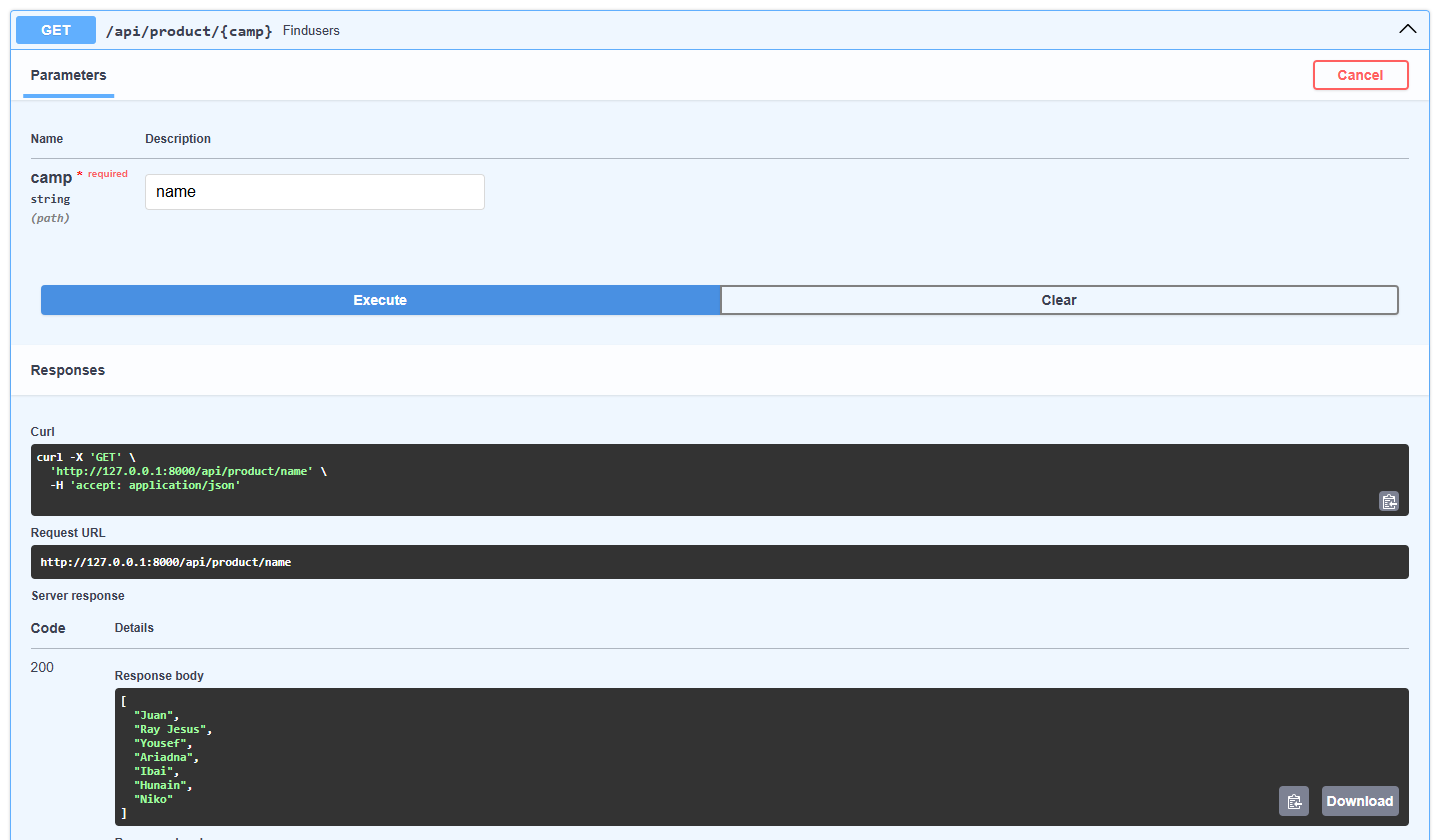 GET /api/product/{camp} Findusers
Parameters
Cancel
Name Description
camp * required
string
(path)
name
Execute Clear
Responses
Curl
curl -X 'GET' \
'http://127.0.0.1:8000/api/product/name' \
-H 'accept: application/json'
Request URL
http://127.0.0.1:8000/api/product/name
Server response
Code Details
200
Response body
[
"Juan",
"Ray Jesus",
"Yousef",
"Ariadna",
"Ibai",
"Hunain",
"Niko"
]
Download